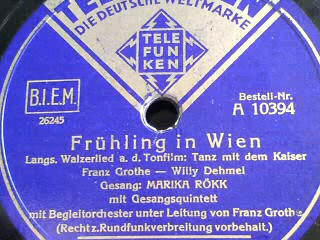 TELEFUNKEN
DIE DEUTSCHE WELTMARKE
TELE
FUN
KEN
B.I.E.M.
26245
Bestell-Nr.
A 10394
Frühling in Wien
Langs. Walzerlied a. d. Tonfilm: Tanz mit dem Kaiser
Franz Grothe — Willy Dehmel
Gesang: MARIKA RÖKK
mit Gesangsquintett
mit Begleitorchester unter Leitung von Franz Grothe
(Rechtz. Rundfunkverbreitung vorbehalt.)